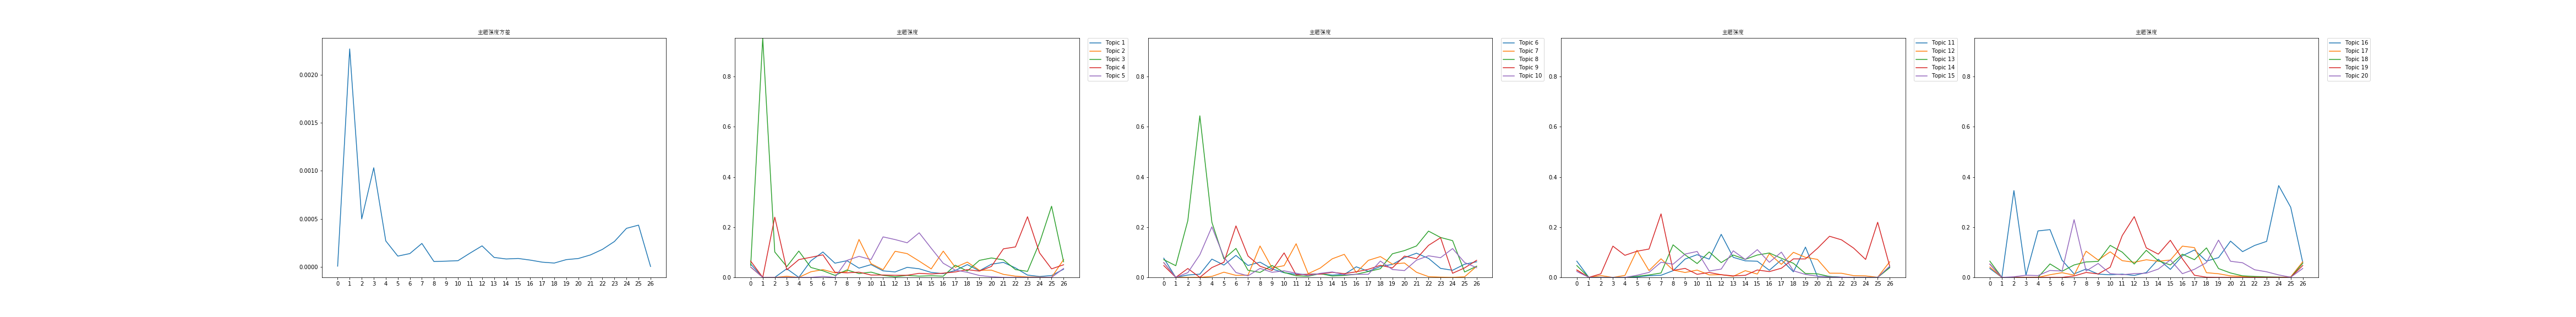 主题强度方差
0.0020
0.0015
0.0010
0.0005
0.0000
0 1 2 3 4 5 6 7 8 9 10 11 12 13 14 15 16 17 18 19 20 21 22 23 24 25 26
主题强度
0.8
0.6
0.4
0.2
0.0
0 1 2 3 4 5 6 7 8 9 10 11 12 13 14 15 16 17 18 19 20 21 22 23 24 25 26
Topic 1
Topic 2
Topic 3
Topic 4
Topic 5
主题强度
0.8
0.6
0.4
0.2
0.0
0 1 2 3 4 5 6 7 8 9 10 11 12 13 14 15 16 17 18 19 20 21 22 23 24 25 26
Topic 6
Topic 7
Topic 8
Topic 9
Topic 10
主题强度
0.8
0.6
0.4
0.2
0.0
0 1 2 3 4 5 6 7 8 9 10 11 12 13 14 15 16 17 18 19 20 21 22 23 24 25 26
Topic 11
Topic 12
Topic 13
Topic 14
Topic 15
主题强度
0.8
0.6
0.4
0.2
0.0
0 1 2 3 4 5 6 7 8 9 10 11 12 13 14 15 16 17 18 19 20 21 22 23 24 25 26
Topic 16
Topic 17
Topic 18
Topic 19
Topic 20